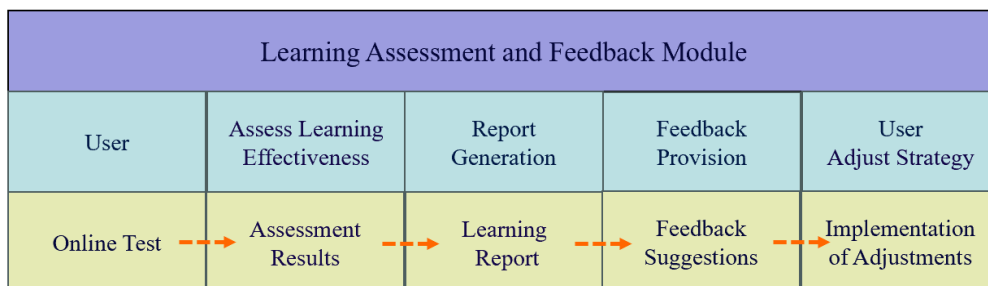 Learning Assessment and Feedback Module
User
Assess Learning
Effectiveness
Report
Generation
Feedback
Provision
User
Adjust Strategy
Online Test
Assessment
Results
Learning
Report
Feedback
Suggestions
Implementation
of Adjustments